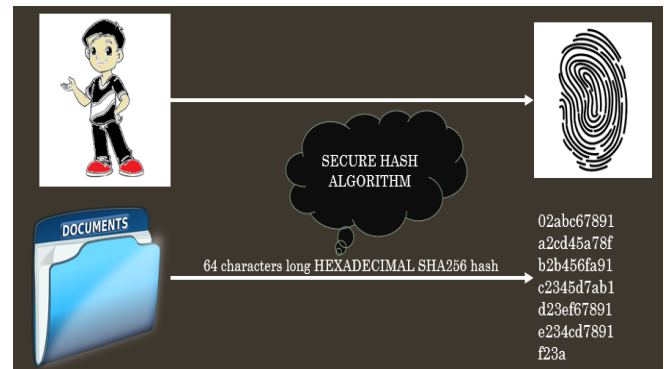 SECURE HASH
ALGORITHM
DOCUMENTS
64 characters long HEXADECIMAL SHA256 hash
02abc67891
a2cd45a78f
b2b456fa91
c2345d7ab1
d23ef67891
e234cd7891
f23a